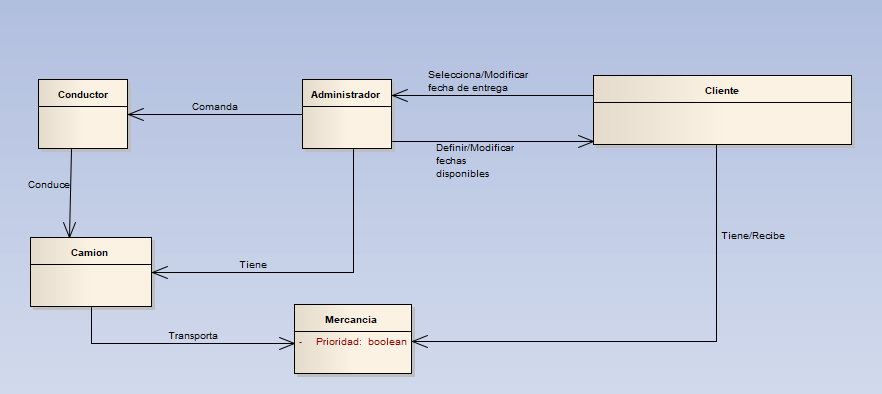 Selecciona/Modificar
fecha de entrega
Conductor
Administrador
Cliente
Comanda
Definir/Modificar
fechas
disponibles
Conduce
Tiene/Recibe
Camion
Tiene
Mercancia
Transporta
- Prioridad: boolean